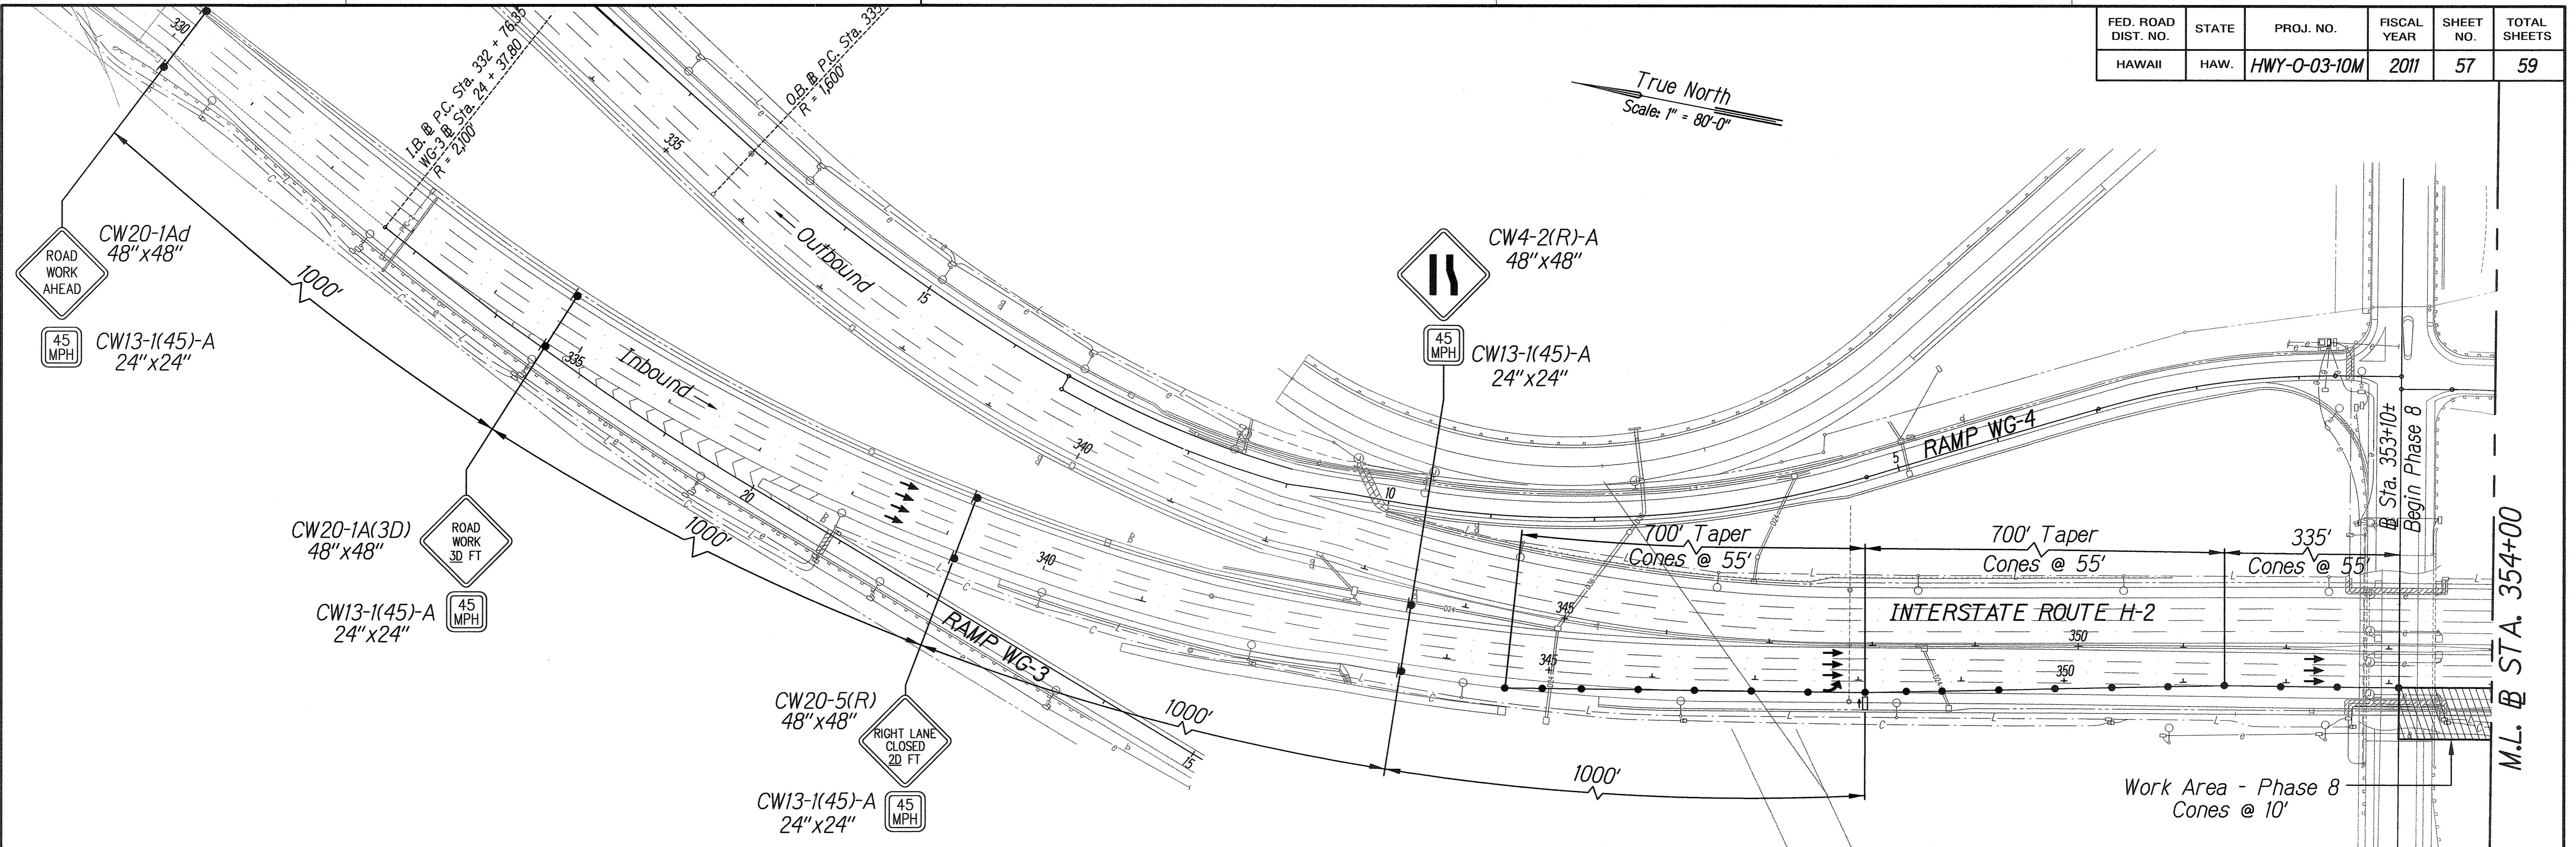 FED. ROAD DIST. NO.
STATE
PROJ. NO.
FISCAL YEAR
SHEET NO.
TOTAL SHEETS
HAWAII
HAW.
HWY-O-03-10M
2011
57
59
True North
Scale: 1" = 80'-0"
330
I.B. ℄ P.C. Sta. 332 + 76.35
WG-3 ℄ Sta. 24 + 37.80
R = 2,100'
O.B. ℄ P.C. Sta. 335
R = 1,600'
335
Outbound
15
CW20-1Ad
48"x48"
ROAD
WORK
AHEAD
45
MPH
CW13-1(45)-A
24"x24"
1000'
335
Inbound
CW4-2(R)-A
48"x48"
45
MPH
CW13-1(45)-A
24"x24"
340
10
5
RAMP WG-4
℄ Sta. 353+10±
Begin Phase 8
20
1000'
CW20-1A(3D)
48"x48"
ROAD
WORK
3D FT
CW13-1(45)-A
24"x24"
45
MPH
340
RAMP WG-3
15
700' Taper
Cones @ 55'
700' Taper
Cones @ 55'
335'
Cones @ 55'
345
INTERSTATE ROUTE H-2
350
345
350
M.L. ℄ STA. 354+00
CW20-5(R)
48"x48"
RIGHT LANE
CLOSED
2D FT
CW13-1(45)-A
24"x24"
45
MPH
1000'
1000'
Work Area - Phase 8
Cones @ 10'